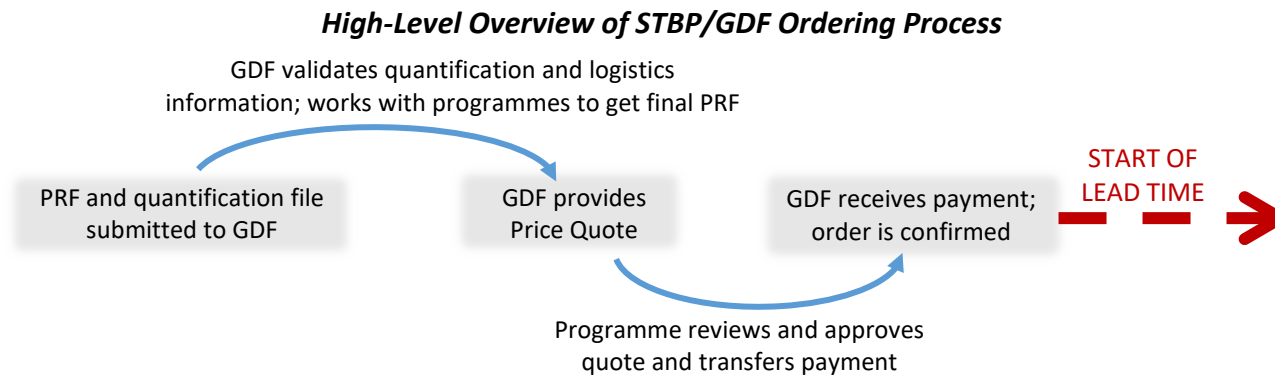 High-Level Overview of STBP/GDF Ordering Process
GDF validates quantification and logistics
information; works with programmes to get final PRF
PRF and quantification file
submitted to GDF
GDF provides
Price Quote
GDF receives payment;
order is confirmed
START OF
LEAD TIME
Programme reviews and approves
quote and transfers payment